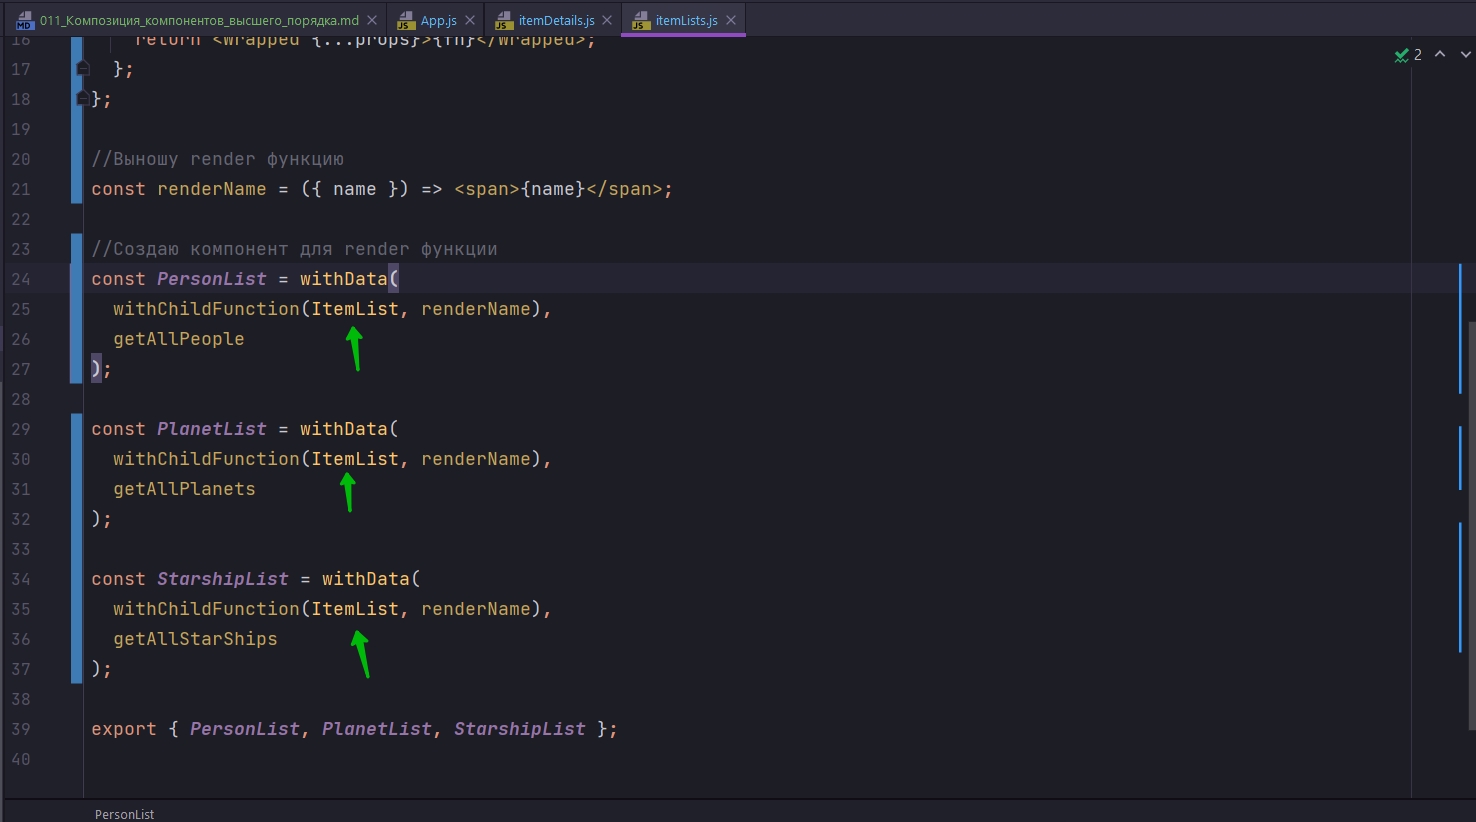 011_Композиция_компонентов_высшего_порядка.md App.js itemDetails.js itemLists.js
16 return <Wrapped {...props}>{fn}</Wrapped>;
2
17 };
18 };
19
20 //Выношу render функцию
21 const renderName = ({ name }) => <span>{name}</span>;
22
23 //Создаю компонент для render функции
24 const PersonList = withData(
25 withChildFunction(ItemList, renderName),
26 getAllPeople
27 );
28
29 const PlanetList = withData(
30 withChildFunction(ItemList, renderName),
31 getAllPlanets
32 );
33
34 const StarshipList = withData(
35 withChildFunction(ItemList, renderName),
36 getAllStarShips
37 );
38
39 export { PersonList, PlanetList, StarshipList };
40
PersonList